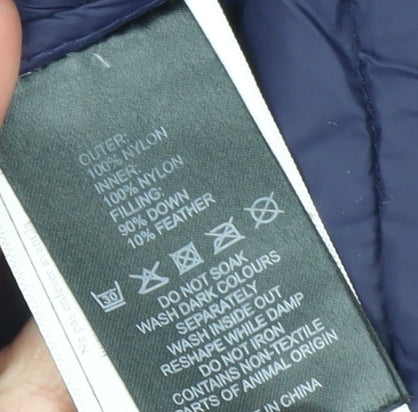 OUTER:
100% NYLON
INNER:
100% NYLON
FILLING:
90% DOWN
10% FEATHER
30
DO NOT SOAK
WASH DARK COLOURS
SEPARATELY
WASH INSIDE OUT
RESHAPE WHILE DAMP
DO NOT IRON
CONTAINS NON-TEXTILE
PARTS OF ANIMAL ORIGIN
IN CHINA